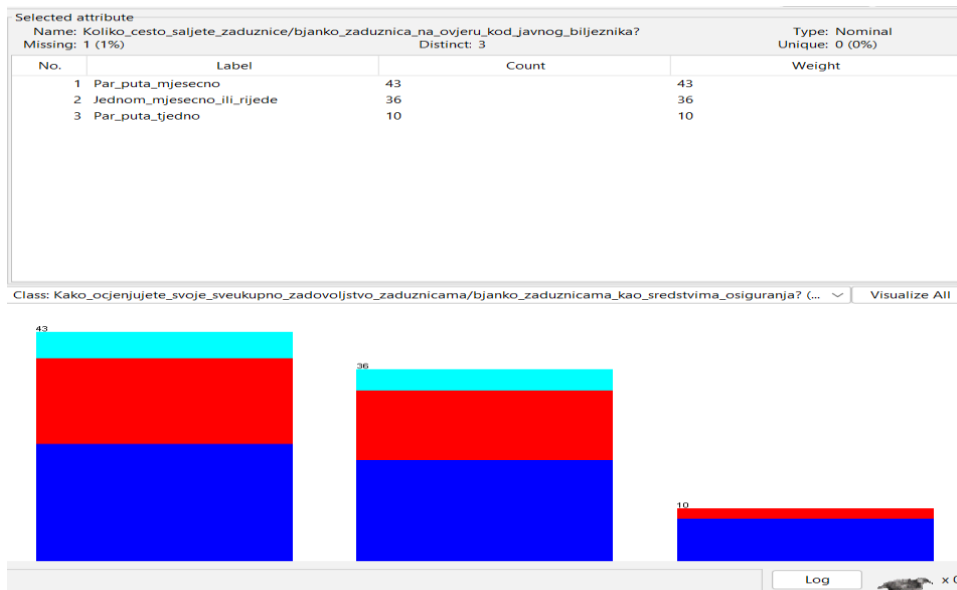 Selected attribute
Name: Koliko_cesto_saljete_zaduznice/bjanko_zaduznica_na_ovjeru_kod_javnog_biljeznika? Type: Nominal
Missing: 1 (1%) Distinct: 3 Unique: 0 (0%)
No. Label Count Weight
1 Par_puta_mjesecno 43 43
2 Jednom_mjesecno_ili_rijede 36 36
3 Par_puta_tjedno 10 10
Class: Kako_ocjenjujete_svoje_sveukupno_zadovoljstvo_zaduznicama/bjanko_zaduznicama_kao_sredstvima_osiguranja? (... Visualize All
43
36
10
Log x 0